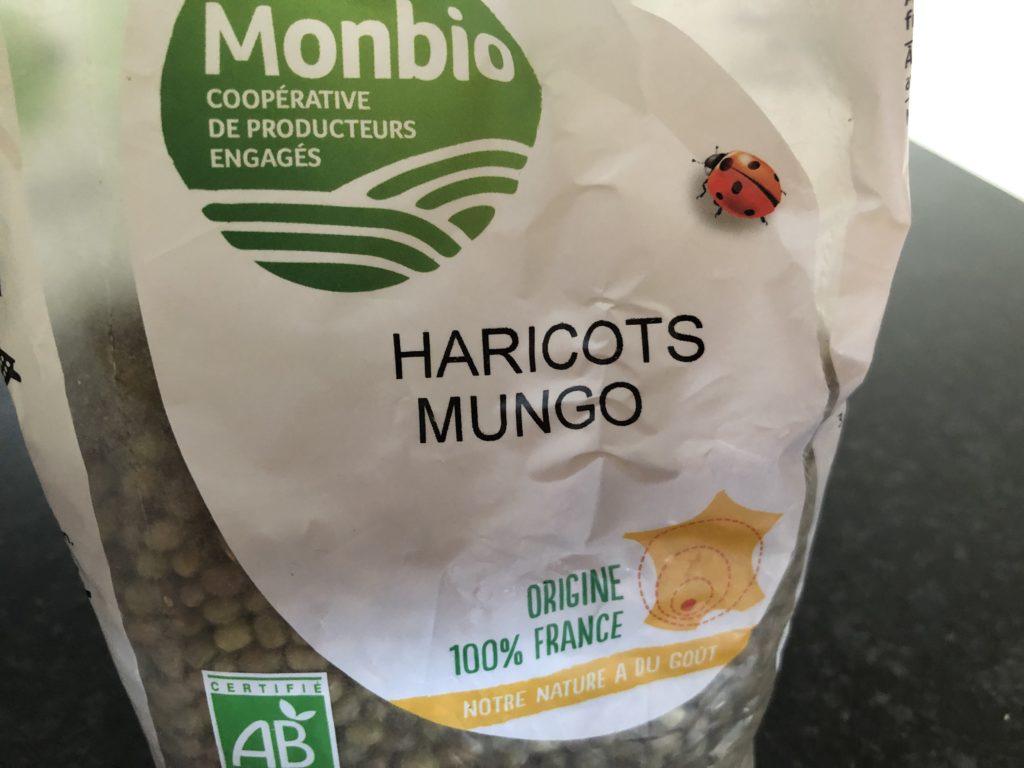 Monbio
COOPÉRATIVE
DE PRODUCTEURS
ENGAGÉS
HARICOTS
MUNGO
ORIGINE
100% FRANCE
NOTRE NATURE A DU GOÛT
CERTIFIÉ
AB